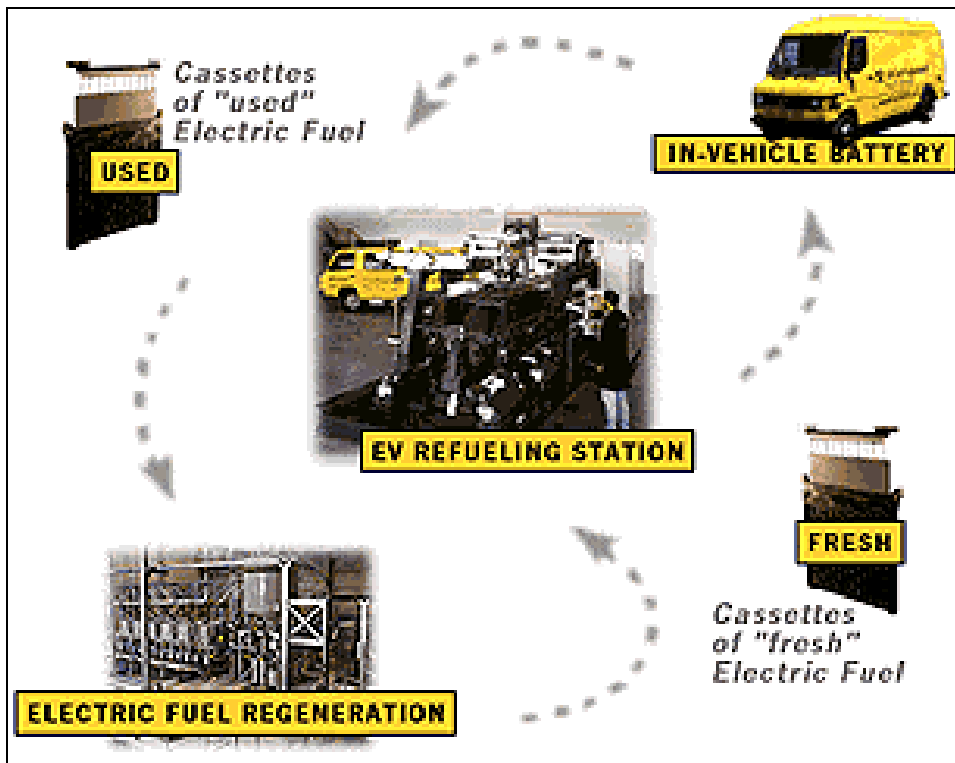 Cassettes
of "used"
Electric Fuel
USED
IN-VEHICLE BATTERY
EV REFUELING STATION
FRESH
Cassettes
of "fresh"
Electric Fuel
ELECTRIC FUEL REGENERATION